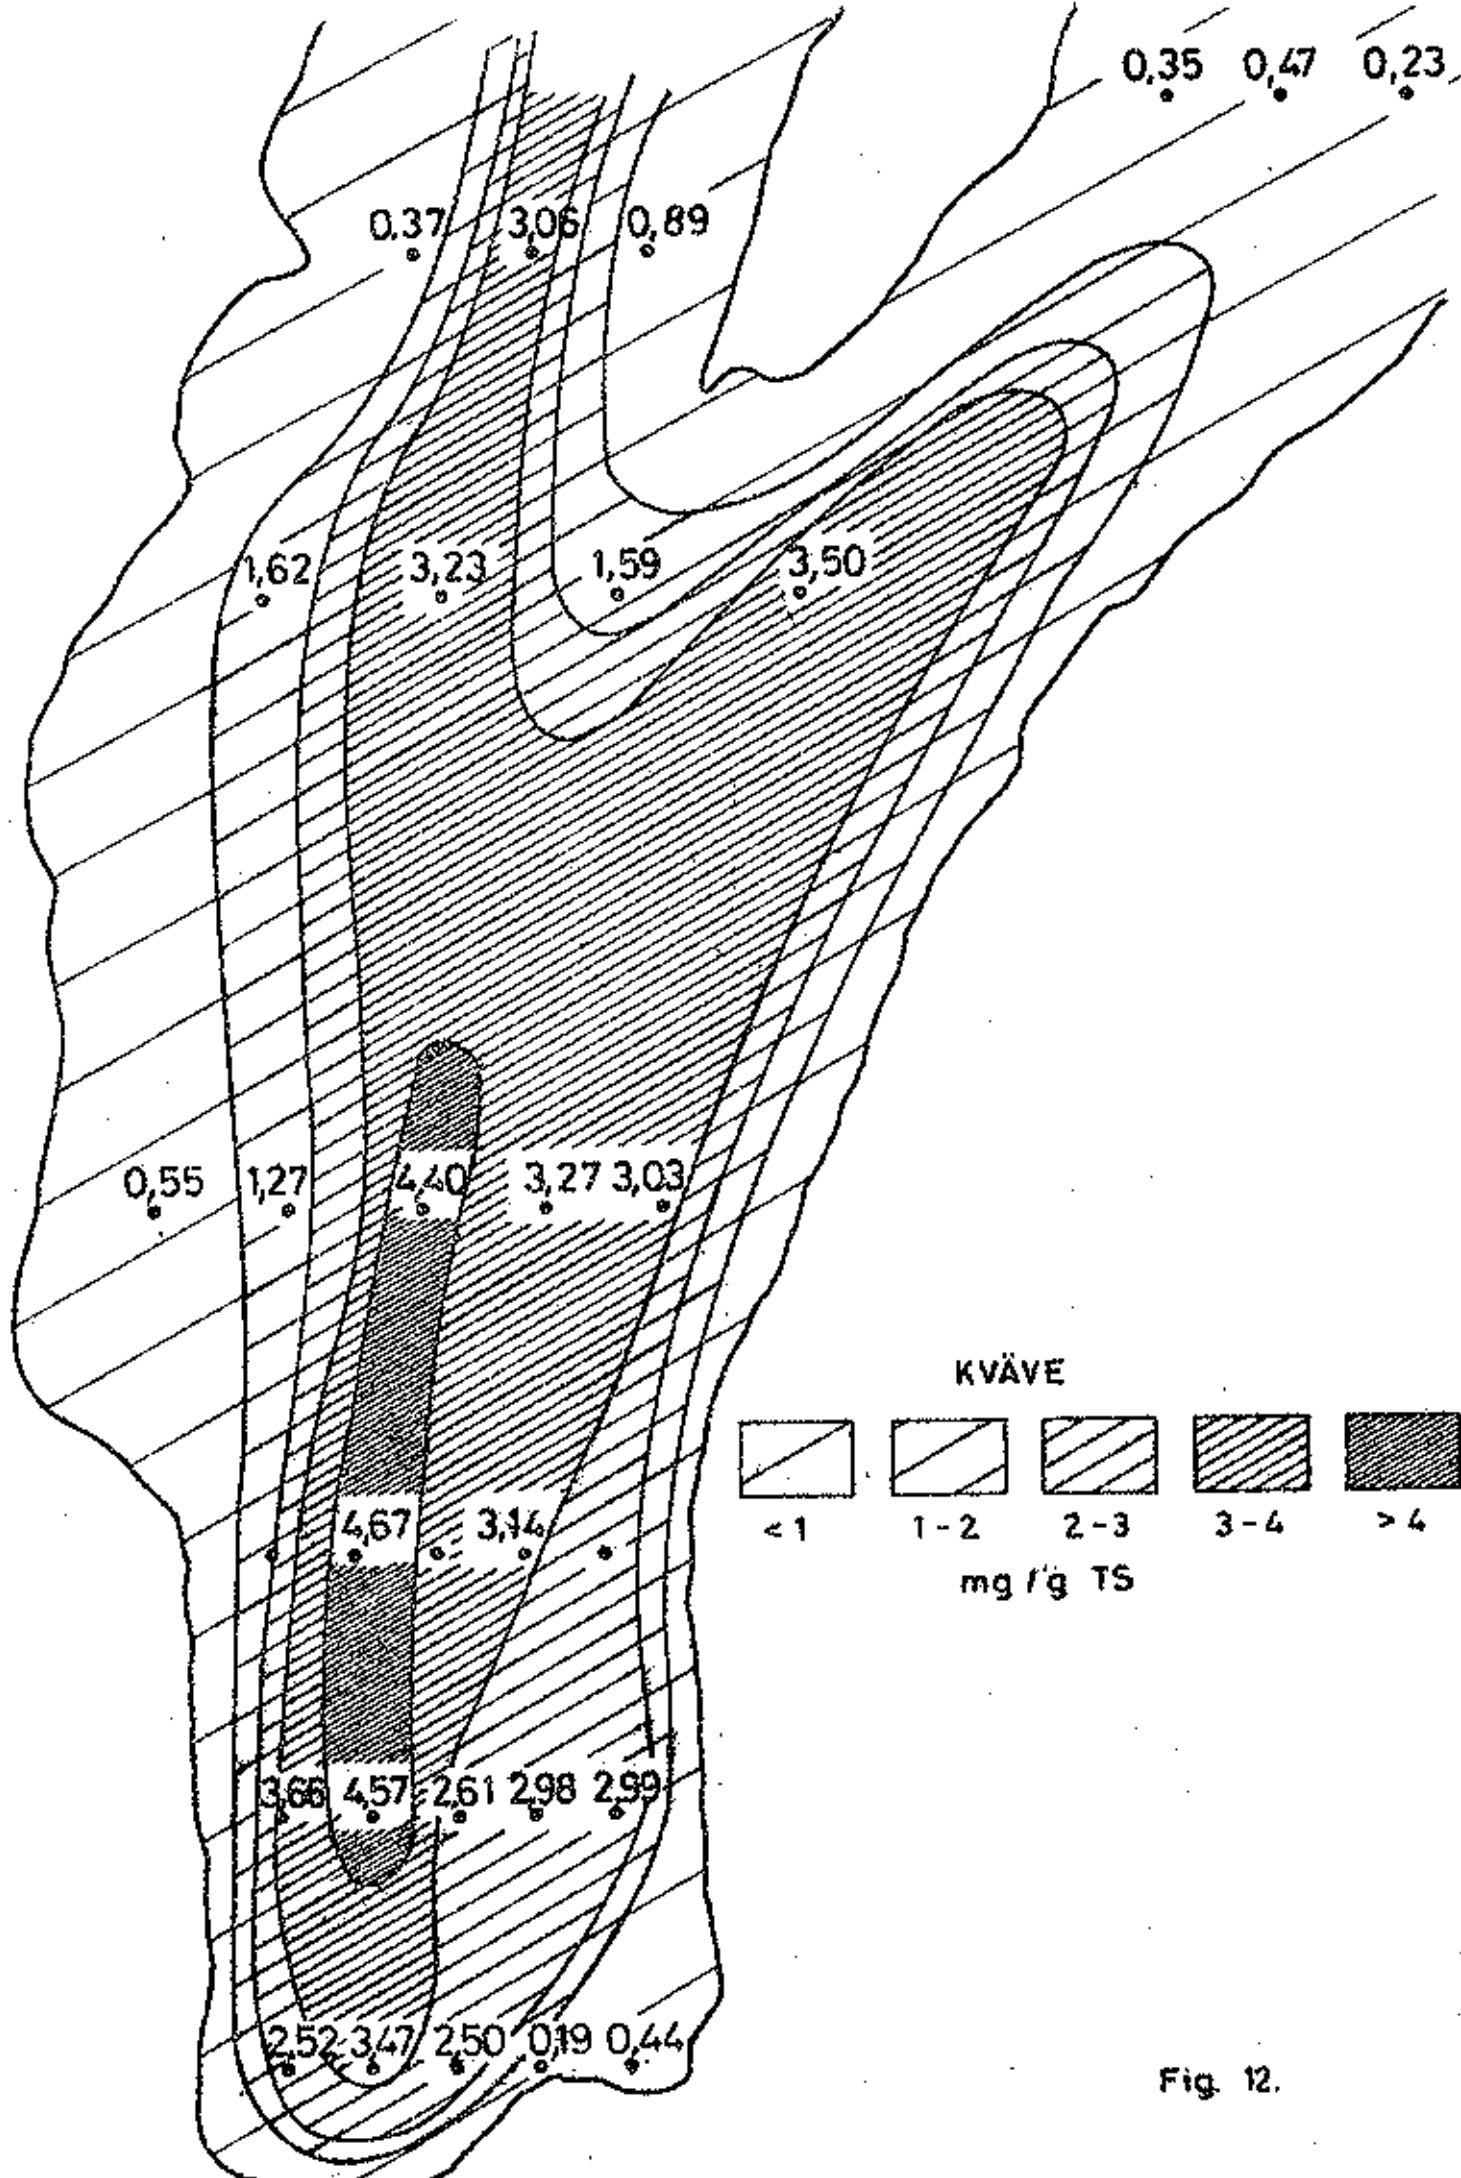 0,35 0,47 0,23
0,37 3,06 0,89
1,62 3,23 1,59 3,50
0,55 1,27 4,40 3,27 3,03
KVÄVE
<1 1-2 2-3 3-4 >4
mg/g TS
4,67 3,14
3,66 4,57 2,61 2,98 2,99
2,52 3,47 2,50 0,19 0,44
Fig. 12.